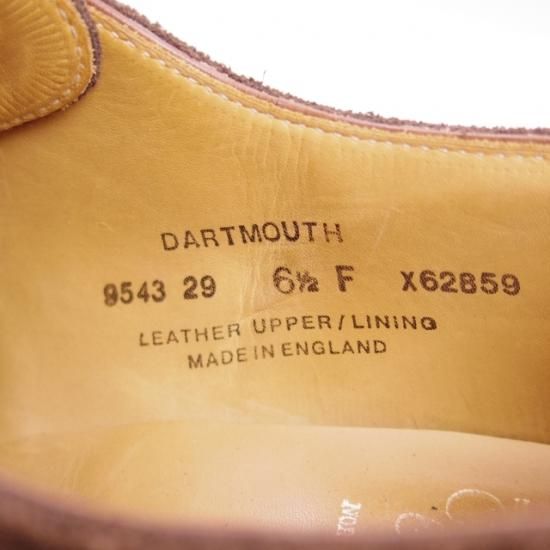 DARTMOUTH
9543 29 6½ F X62859
LEATHER UPPER/LINING
MADE IN ENGLAND